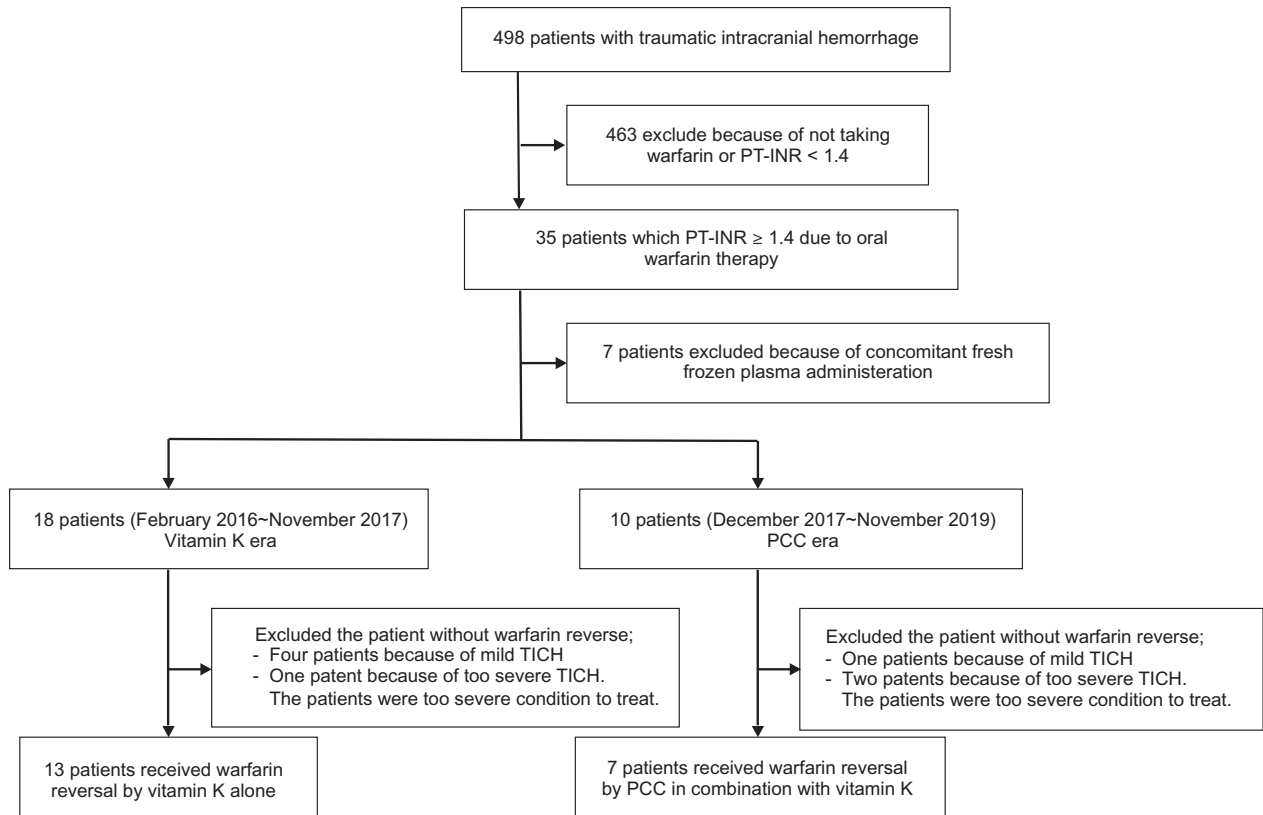 498 patients with traumatic intracranial hemorrhage
463 exclude because of not taking
warfarin or PT-INR < 1.4
35 patients which PT-INR ≥ 1.4 due to oral
warfarin therapy
7 patients excluded because of concomitant fresh
frozen plasma administeration
18 patients (February 2016~November 2017)
Vitamin K era
10 patients (December 2017~November 2019)
PCC era
Excluded the patient without warfarin reverse;
- Four patients because of mild TICH
- One patent because of too severe TICH.
The patients were too severe condition to treat.
Excluded the patient without warfarin reverse;
- One patients because of mild TICH
- Two patents because of too severe TICH.
The patients were too severe condition to treat.
13 patients received warfarin
reversal by vitamin K alone
7 patients received warfarin reversal
by PCC in combination with vitamin K